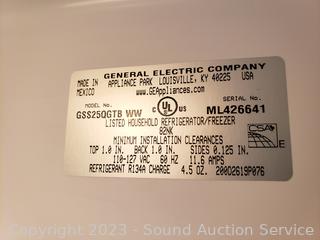 GENERAL ELECTRIC COMPANY
MADE IN APPLIANCE PARK LOUISVILLE, KY 40225 USA
MEXICO www.GEAppliances.com
MODEL NO. SERIAL NO.
GSS25QGTB WW UL ML426641
C US
LISTED HOUSEHOLD REFRIGERATOR/FREEZER
82NK
MINIMUM INSTALLATION CLEARANCES
TOP 1.0 IN. BACK 1.0 IN. SIDES 0.125 IN.
110-127 VAC 60 HZ 11.6 AMPS
REFRIGERANT R134A CHARGE 4.5 OZ. 200D2619P076
CSA
E
Copyright © 2023 - Sound Auction Service